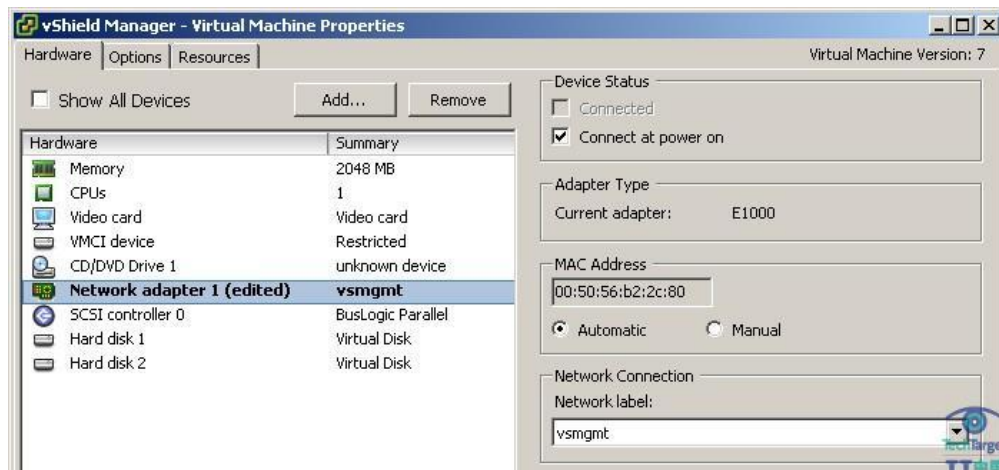 vShield Manager - Virtual Machine Properties
Hardware Options Resources
Virtual Machine Version: 7
Show All Devices
Add...
Remove
Hardware Summary
Memory 2048 MB
CPUs 1
Video card Video card
VMCI device Restricted
CD/DVD Drive 1 unknown device
Network adapter 1 (edited) vsmgmt
SCSI controller 0 BusLogic Parallel
Hard disk 1 Virtual Disk
Hard disk 2 Virtual Disk
Device Status
Connected
Connect at power on
Adapter Type
Current adapter: E1000
MAC Address
00:50:56:b2:2c:80
Automatic Manual
Network Connection
Network label:
vsmgmt
TechTarget